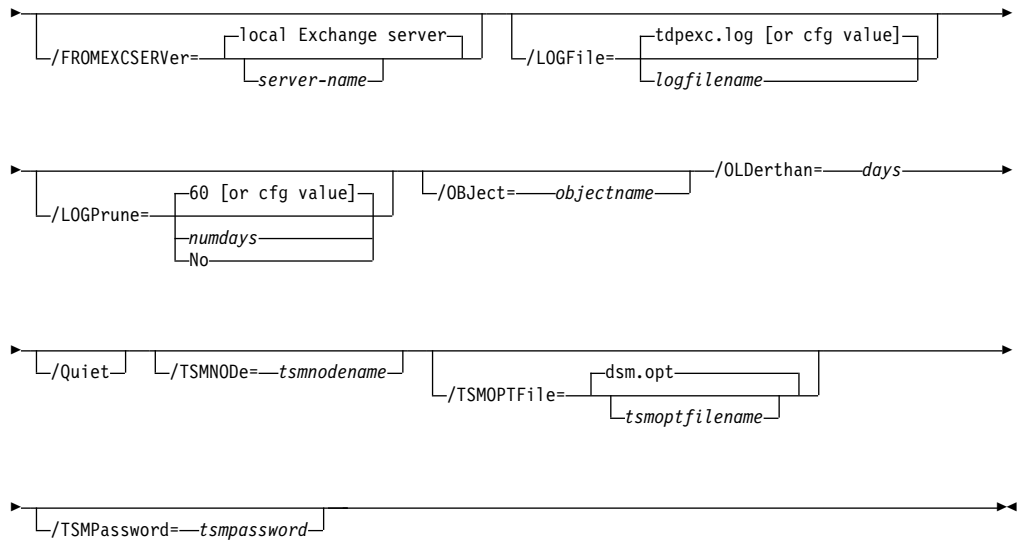 local Exchange server tdpexc.log [or cfg value]
/FROMEXCSERVer= /LOGFile=
server-name logfilename
60 [or cfg value] /OLDerthan= days
/LOGPrune= /OBJect= objectname
numdays
No
/Quiet /TSMNODe= tsmnodename dsm.opt
/TSMOPTFile=
tsmoptfilename
/TSMPassword= tsmpassword